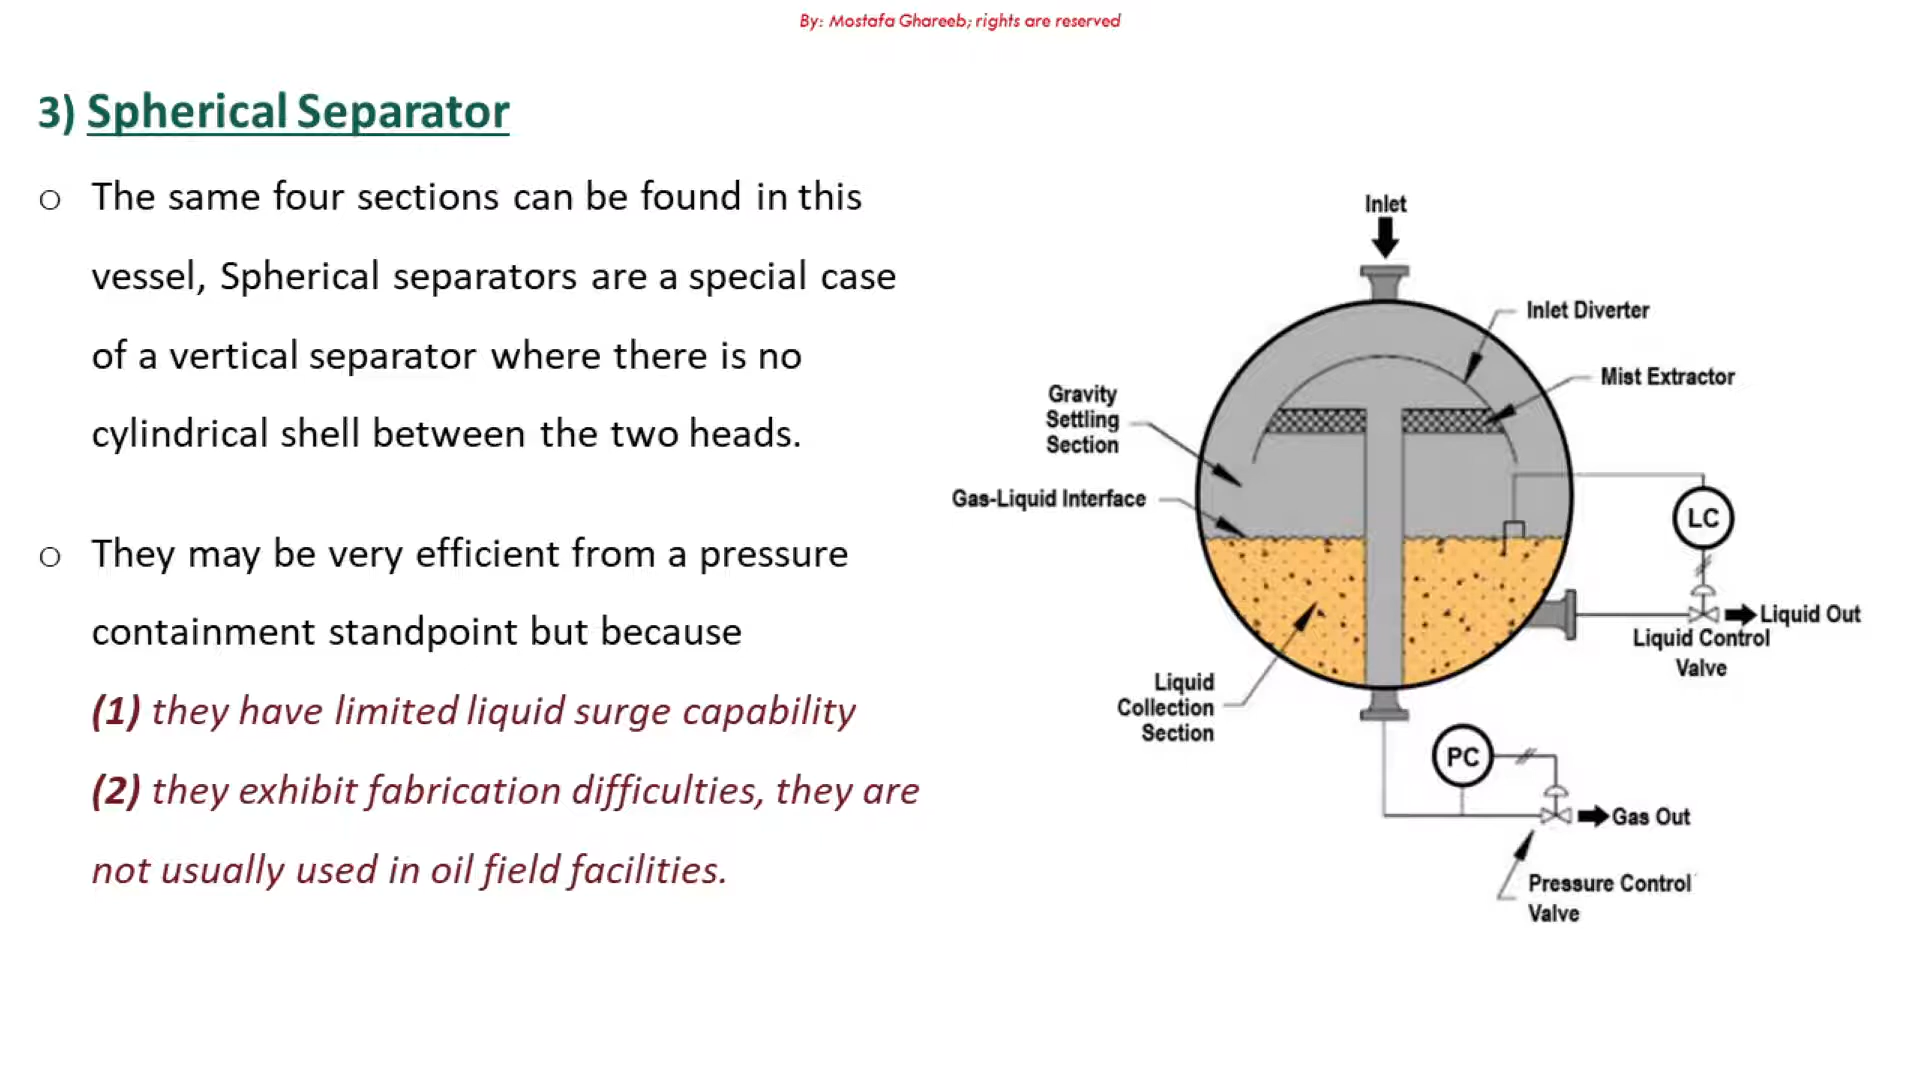 By: Mostafa Ghareeb; rights are reserved
3) Spherical Separator
o The same four sections can be found in this
vessel, Spherical separators are a special case
of a vertical separator where there is no
cylindrical shell between the two heads.
o They may be very efficient from a pressure
containment standpoint but because
(1) they have limited liquid surge capability
(2) they exhibit fabrication difficulties, they are
not usually used in oil field facilities.
Inlet
Inlet Diverter
Mist Extractor
Gravity
Settling
Section
Gas-Liquid Interface
LC
Liquid Out
Liquid Control
Valve
Liquid
Collection
Section
PC
Gas Out
Pressure Control
Valve